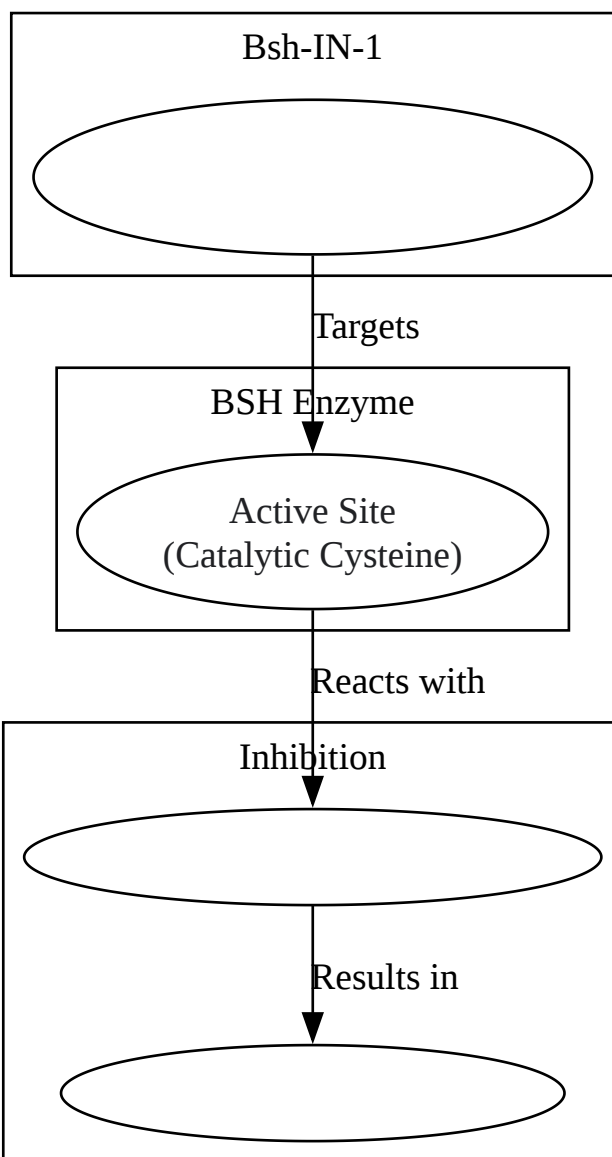 Bsh-IN-1
Targets
BSH Enzyme
Active Site
(Catalytic Cysteine)
Reacts with
Inhibition
Results in